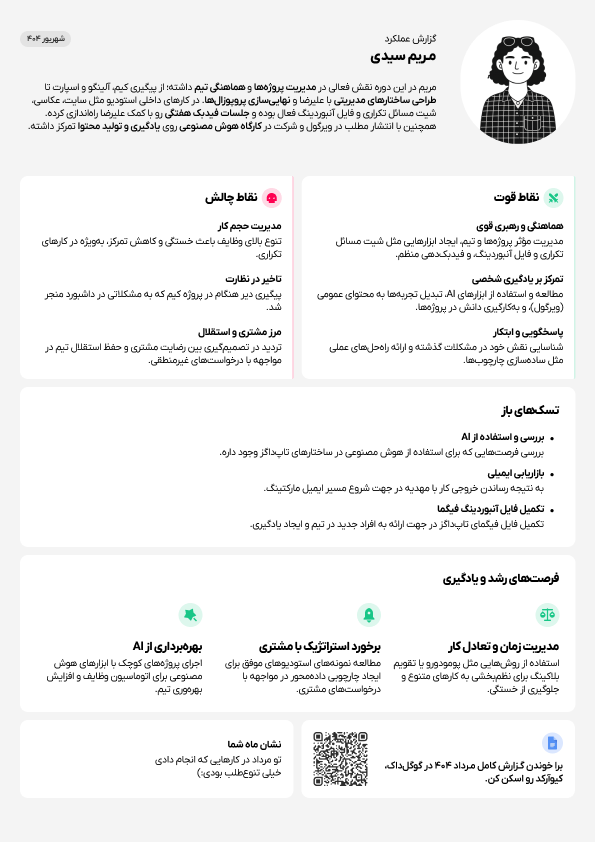 گزارش عملکرد
شهریور ۴۰۴
مریم سیدی
مریم در این دوره نقش فعالی در مدیریت پروژه‌ها و هماهنگی تیم داشته؛ از پیگیری کیم، آلینگو و اسپارت تا
طراحی ساختارهای مدیریتی با علیرضا و نهایی‌سازی پروپوزال‌ها. در کارهای داخلی استودیو مثل سایت، عکاسی،
شیت مسائل تکراری و فایل آنبوردینگ فعال بوده و جلسات فیدبک هفتگی رو با کمک علیرضا راه‌اندازی کرده.
همچنین با انتشار مطلب در ویرگول و شرکت در کارگاه هوش مصنوعی روی یادگیری و تولید محتوا تمرکز داشته.
نقاط قوت
هماهنگی و رهبری قوی
مدیریت مؤثر پروژه‌ها و تیم، ایجاد ابزارهایی مثل شیت مسائل
تکراری و فایل آنبوردینگ، و فیدبک‌دهی منظم.
تمرکز بر یادگیری شخصی
مطالعه و استفاده از ابزارهای AI، تبدیل تجربه‌ها به محتوای عمومی
(ویرگول)، و به‌کارگیری دانش در پروژه‌ها.
پاسخگویی و ابتکار
شناسایی نقش خود در مشکلات گذشته و ارائه راه‌حل‌های عملی
مثل ساده‌سازی چارچوب‌ها.
نقاط چالش
مدیریت حجم کار
تنوع بالای وظایف باعث خستگی و کاهش تمرکز، به‌ویژه در کارهای
تکراری.
تاخیر در نظارت
پیگیری دیر هنگام در پروژه کیم که به مشکلاتی در داشبورد منجر
شد.
مرز مشتری و استقلال
تردید در تصمیم‌گیری بین رضایت مشتری و حفظ استقلال تیم در
مواجهه با درخواست‌های غیرمنطقی.
تسک‌های باز
• بررسی و استفاده از AI
بررسی فرصت‌هایی که برای استفاده از هوش مصنوعی در ساختارهای تاپ‌داگز وجود داره.
• بازاریابی ایمیلی
به نتیجه رساندن خروجی کار با مهدیه در جهت شروع مسیر ایمیل مارکتینگ.
• تکمیل فایل آنبوردینگ فیگما
تکمیل فایل فیگمای تاپ‌داگز در جهت ارائه به افراد جدید در تیم و ایجاد یادگیری.
فرصت‌های رشد و یادگیری
مدیریت زمان و تعادل کار
استفاده از روش‌هایی مثل پومودورو یا تقویم
بلاکینگ برای نظم‌بخشی به کارهای متنوع و
جلوگیری از خستگی.
برخورد استراتژیک با مشتری
مطالعه نمونه‌های استودیوهای موفق برای
ایجاد چارچوبی داده‌محور در مواجهه با
درخواست‌های مشتری.
بهره‌برداری از AI
اجرای پروژه‌های کوچک با ابزارهای هوش
مصنوعی برای اتوماسیون وظایف و افزایش
بهره‌وری تیم.
برا خوندن گزارش کامل مرداد ۴۰۴ در گوگل‌داک،
کیوآرکد رو اسکن کن.
نشان ماه شما
تو مرداد در کارهایی که انجام دادی
خیلی تنوع‌طلب بودی:)